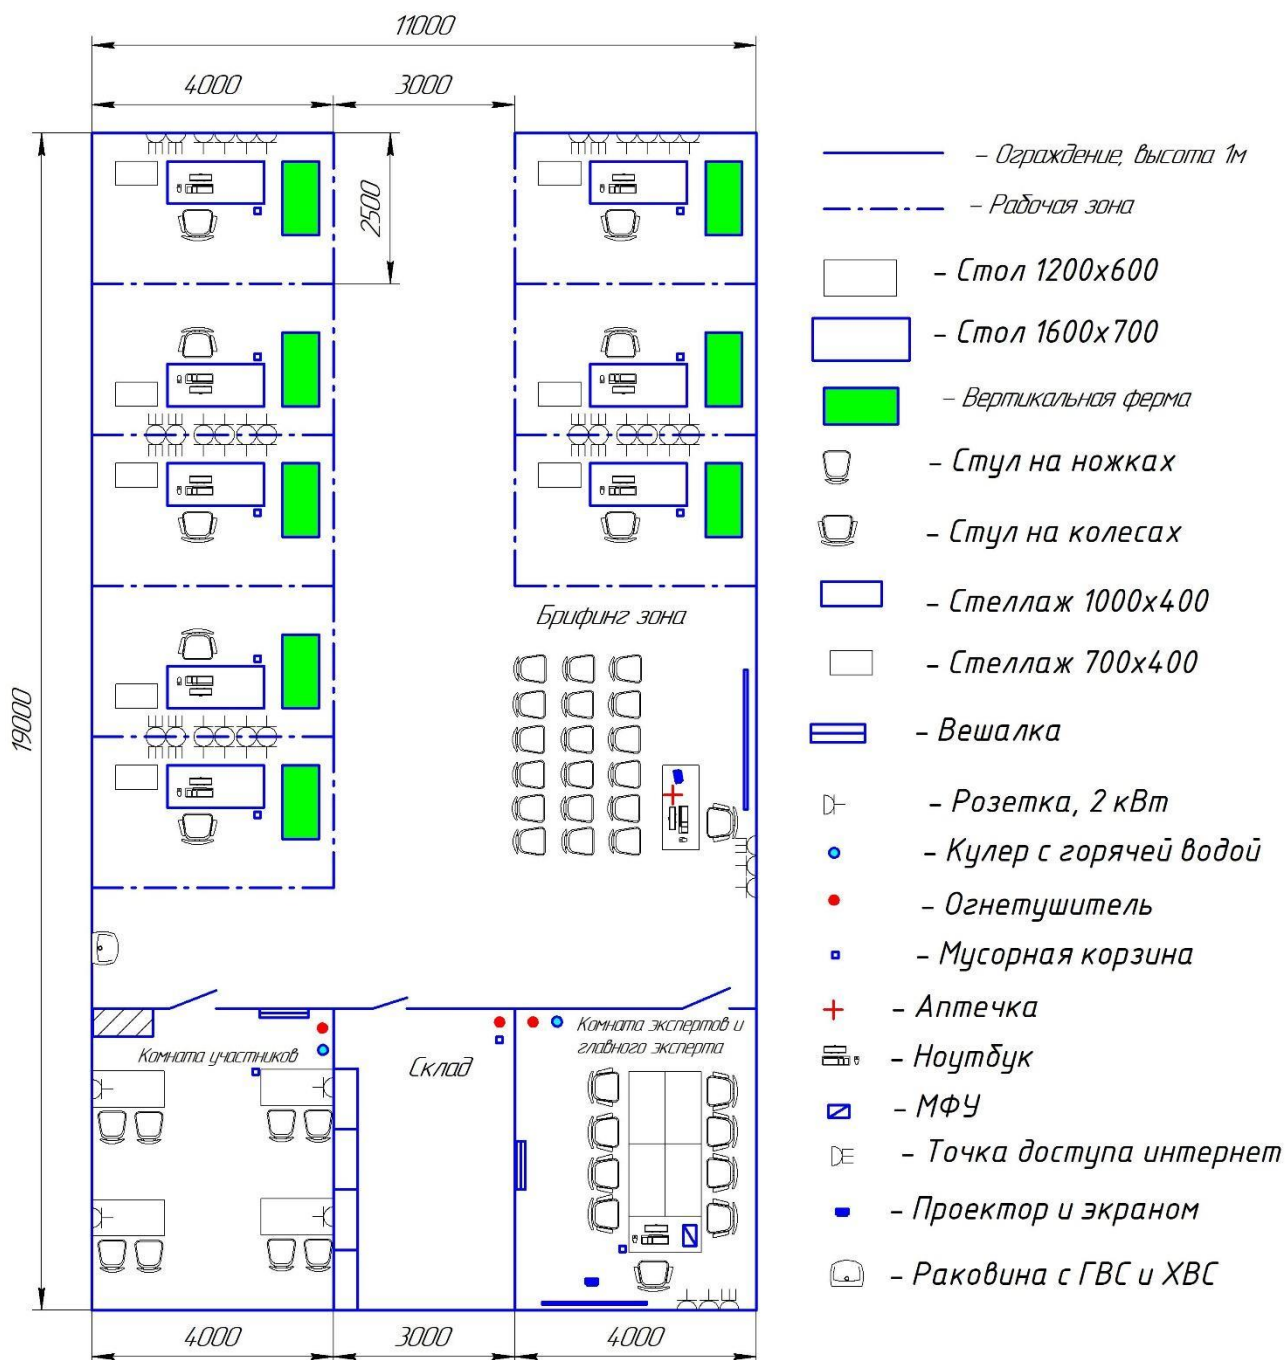 11000
4000
3000
2500
19000
Брифинг зона
Комната участников
Склад
Комната экспертов и
главного эксперта
4000
3000
4000
– Ограждение, высота 1м
– Рабочая зона
– Стол 1200х600
– Стол 1600х700
– Вертикальная ферма
– Стул на ножках
– Стул на колесах
– Стеллаж 1000х400
– Стеллаж 700х400
– Вешалка
– Розетка, 2 кВт
– Кулер с горячей водой
– Огнетушитель
– Мусорная корзина
– Аптечка
– Ноутбук
– МФУ
– Точка доступа интернет
– Проектор и экраном
– Раковина с ГВС и ХВС